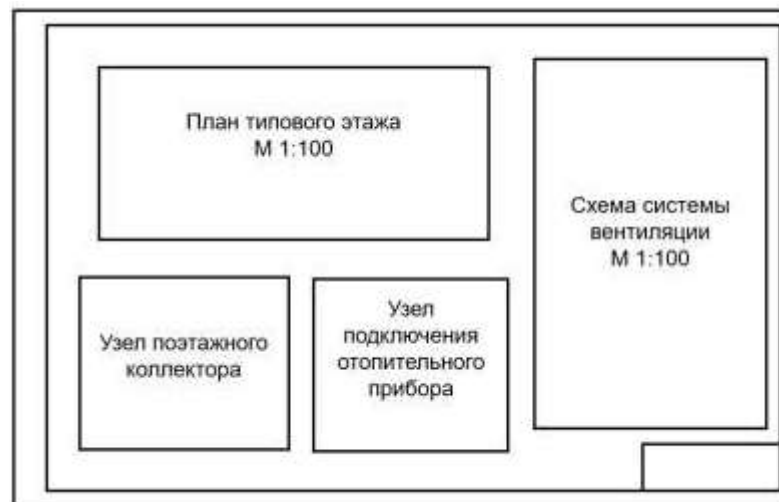 План типового этажа
М 1:100
Схема системы
вентиляции
М 1:100
Узел поэтажного
коллектора
Узел
подключения
отопительного
прибора